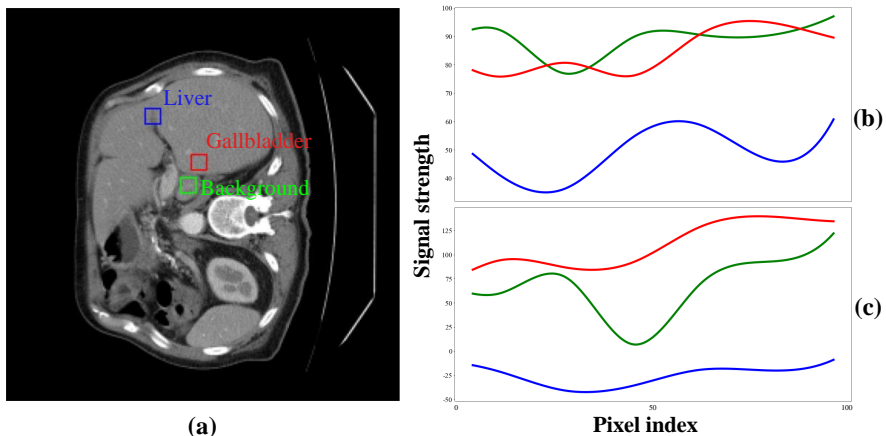 Liver
Gallbladder
Background
(a)
Signal strength
100
90
80
70
60
50
40
(b)
125
100
75
50
25
0
-25
-50
(c)
0
50
100
Pixel index